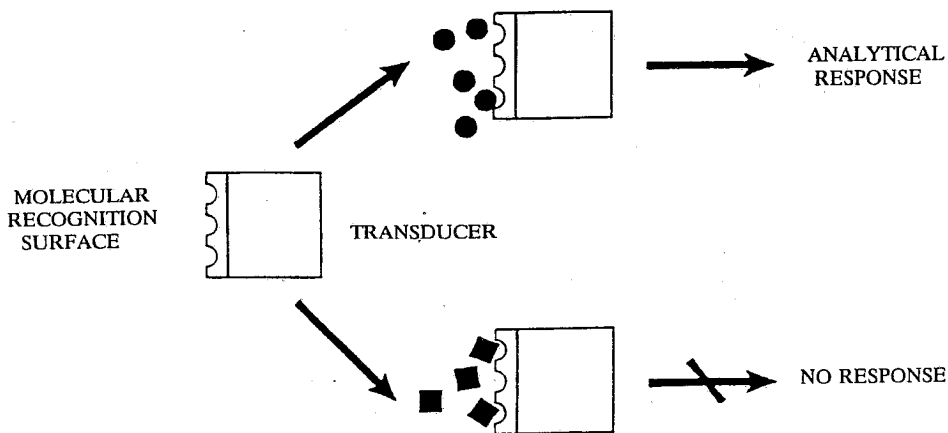 ANALYTICAL
RESPONSE
MOLECULAR
RECOGNITION
SURFACE
TRANSDUCER
NO RESPONSE